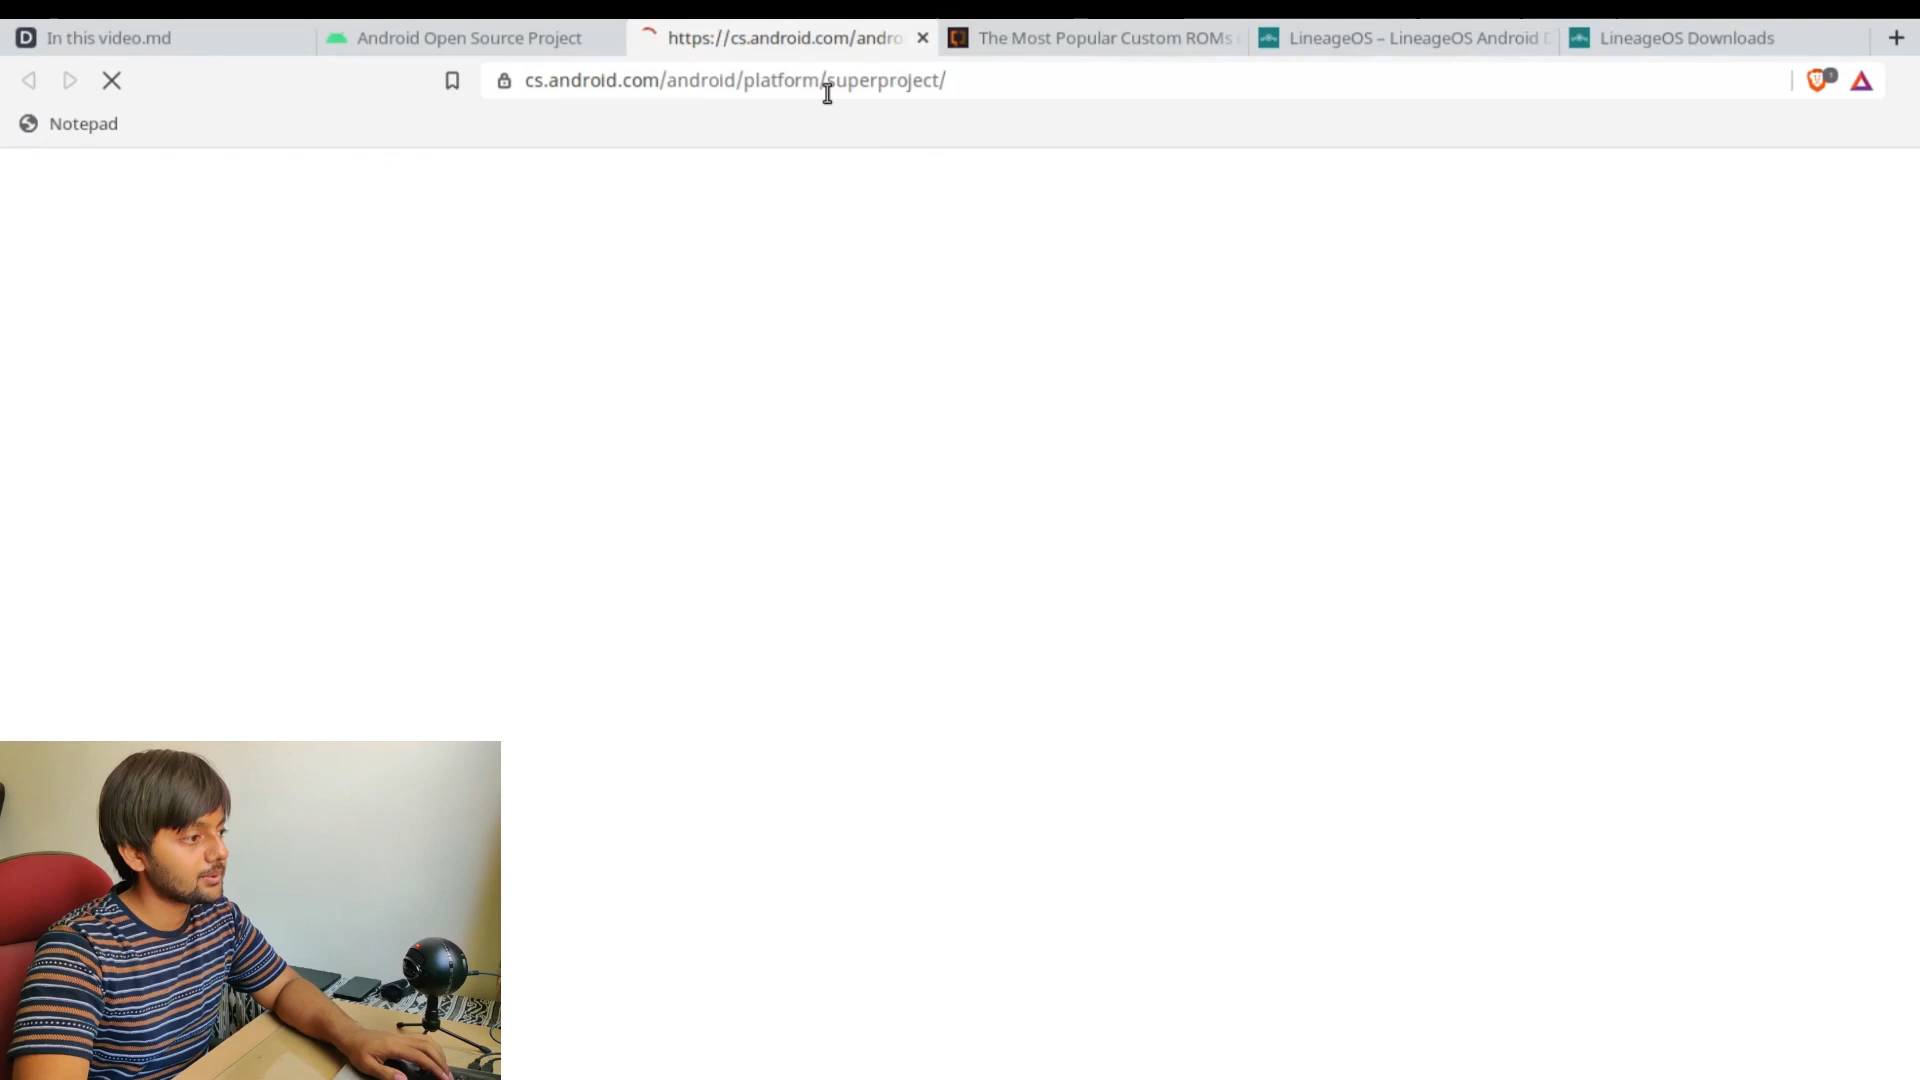 In this video.md
Android Open Source Project
https://cs.android.com/andro
The Most Popular Custom ROMs
LineageOS – LineageOS Android
LineageOS Downloads
cs.android.com/android/platform/superproject/
Notepad